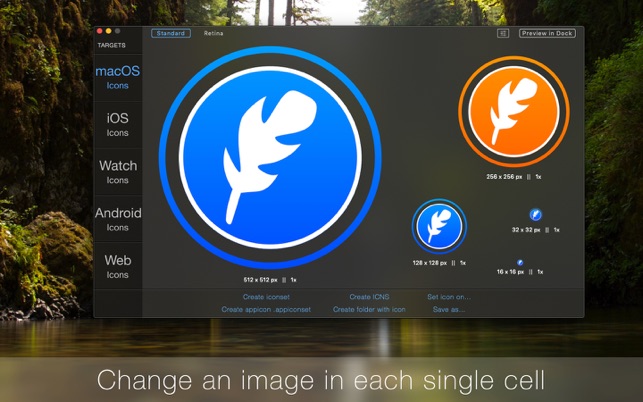 Standard
Retina
Preview in Dock
TARGETS
macOS
Icons
iOS
Icons
Watch
Icons
Android
Icons
Web
Icons
512 x 512 px || 1x
256 x 256 px || 1x
128 x 128 px || 1x
32 x 32 px || 1x
16 x 16 px || 1x
Create iconset
Create ICNS
Set icon on...
Create appicon .appiconset
Create folder with icon
Save as...
Change an image in each single cell